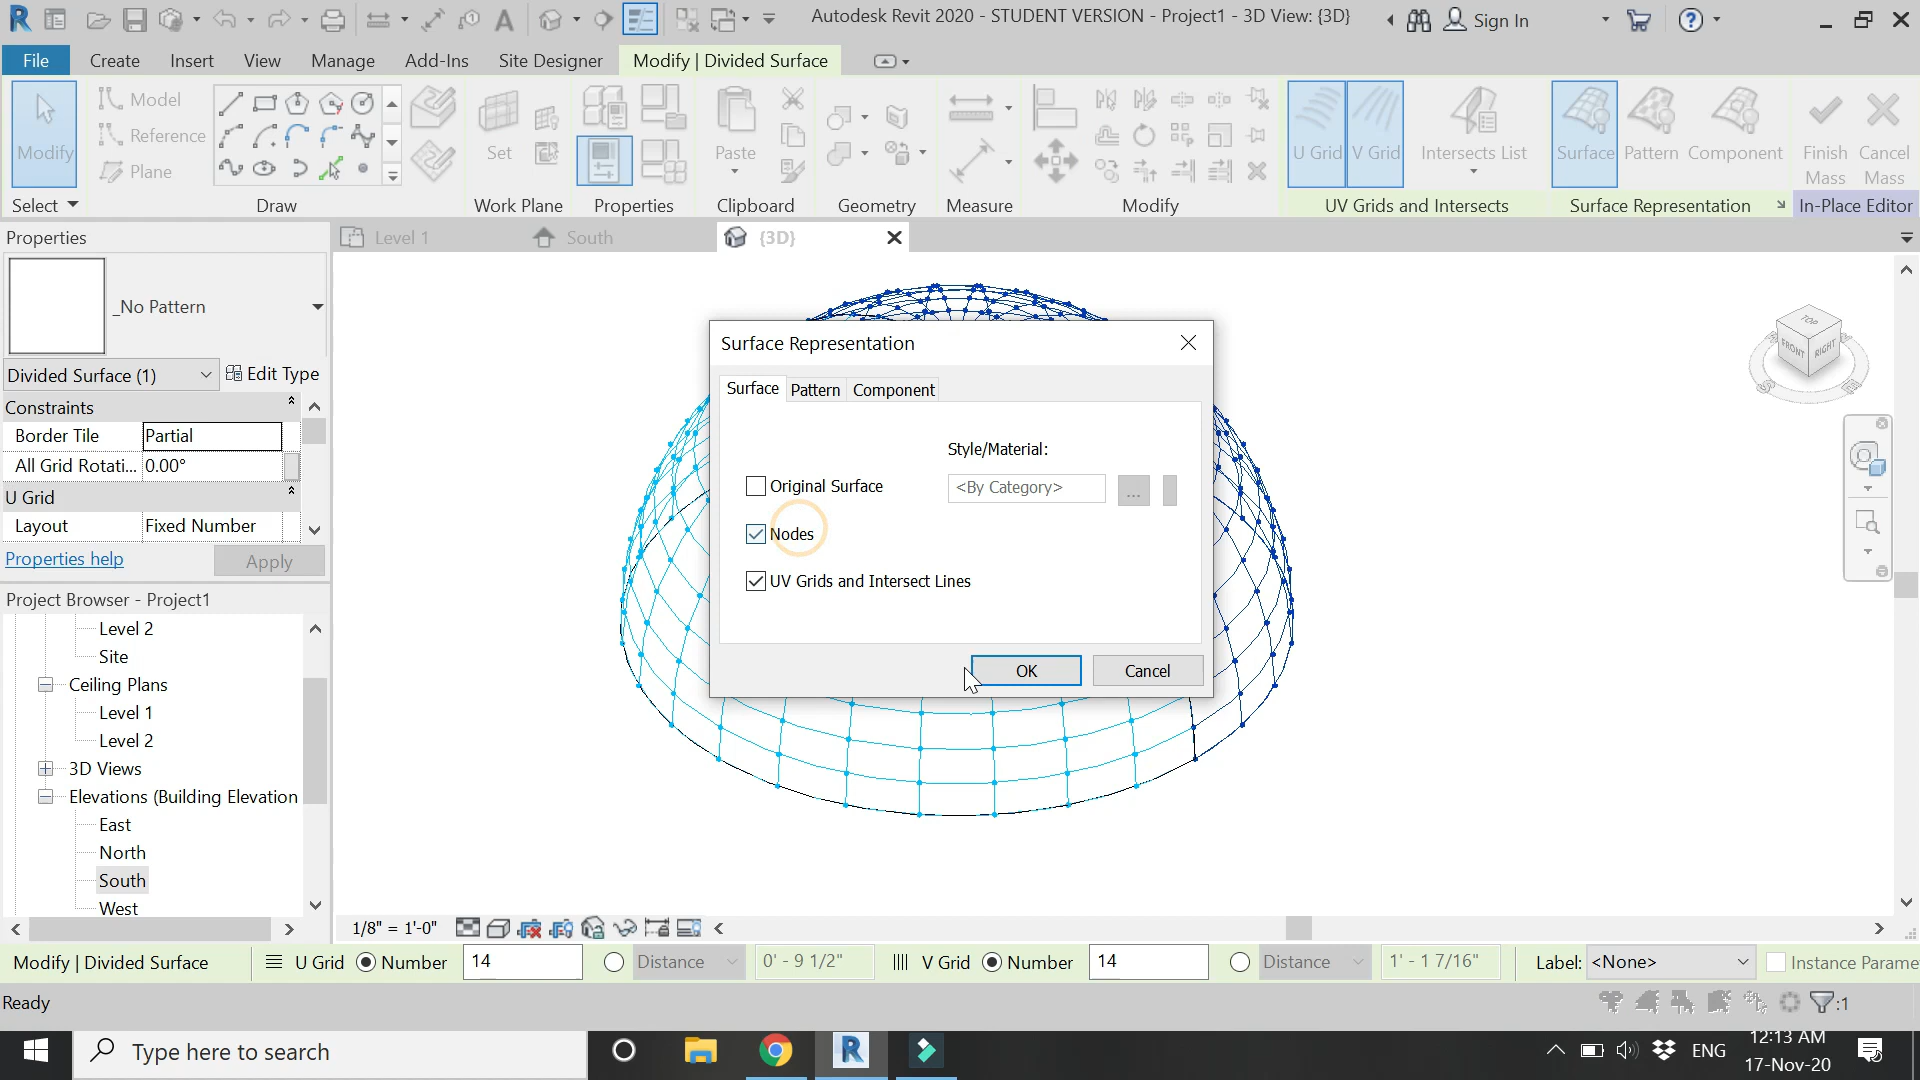 Autodesk Revit 2020 - STUDENT VERSION - Project1 - 3D View: {3D}
Sign In
File
Create
Insert
View
Manage
Add-Ins
Site Designer
Modify | Divided Surface
Modify
Model
Reference
Plane
Set
Paste
U Grid
V Grid
Intersects List
Surface
Pattern
Component
Finish
Mass
Cancel
Mass
Select
Draw
Work Plane
Properties
Clipboard
Geometry
Measure
Modify
UV Grids and Intersects
Surface Representation
In-Place Editor
Properties
Level 1
South
{3D}
_No Pattern
Divided Surface (1)
Edit Type
Constraints
Border Tile Partial
All Grid Rotati... 0.00°
U Grid
Layout Fixed Number
Properties help
Apply
Project Browser - Project1
Level 2
Site
Ceiling Plans
Level 1
Level 2
3D Views
Elevations (Building Elevation
East
North
South
West
Surface Representation
Surface
Pattern
Component
Style/Material:
Original Surface
<By Category>
...
Nodes
UV Grids and Intersect Lines
OK
Cancel
TOP
FRONT
RIGHT
S
E
1/8" = 1'-0"
Modify | Divided Surface
U Grid
Number
14
Distance
0' - 9 1/2"
V Grid
Number
14
Distance
1' - 1 7/16"
Label:
<None>
Instance Parame
Ready
:1
Type here to search
ENG
12:13 AM
17-Nov-20